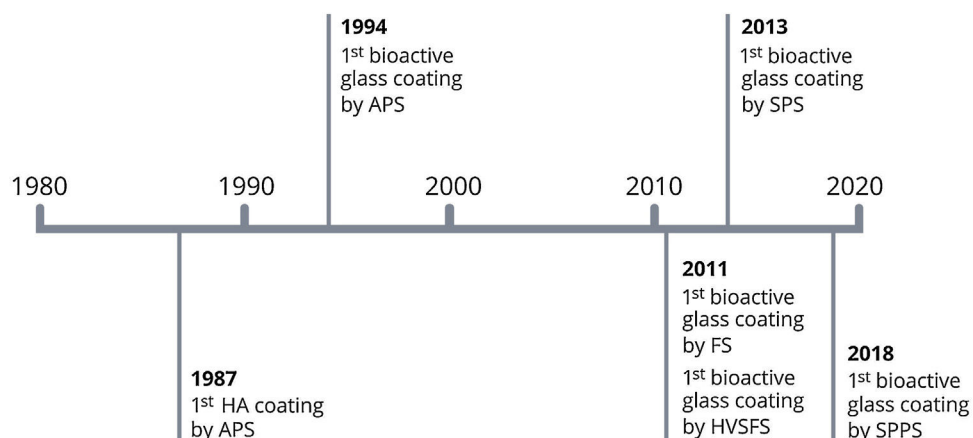 1994
1st bioactive
glass coating
by APS
2013
1st bioactive
glass coating
by SPS
1980
1990
2000
2010
2020
2011
1st bioactive
glass coating
by FS
1st bioactive
glass coating
by HVSFS
1987
1st HA coating
by APS
2018
1st bioactive
glass coating
by SPPS